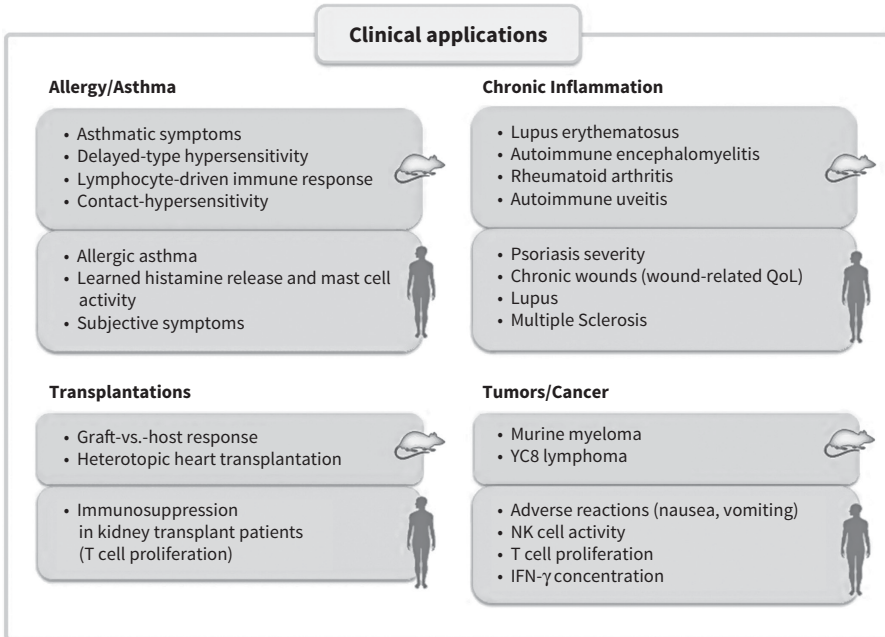 Clinical applications
Allergy/Asthma
• Asthmatic symptoms
• Delayed-type hypersensitivity
• Lymphocyte-driven immune response
• Contact-hypersensitivity
• Allergic asthma
• Learned histamine release and mast cell
activity
• Subjective symptoms
Chronic Inflammation
• Lupus erythematosus
• Autoimmune encephalomyelitis
• Rheumatoid arthritis
• Autoimmune uveitis
• Psoriasis severity
• Chronic wounds (wound-related QoL)
• Lupus
• Multiple Sclerosis
Transplantations
• Graft-vs.-host response
• Heterotopic heart transplantation
• Immunosuppression
in kidney transplant patients
(T cell proliferation)
Tumors/Cancer
• Murine myeloma
• YC8 lymphoma
• Adverse reactions (nausea, vomiting)
• NK cell activity
• T cell proliferation
• IFN-γ concentration